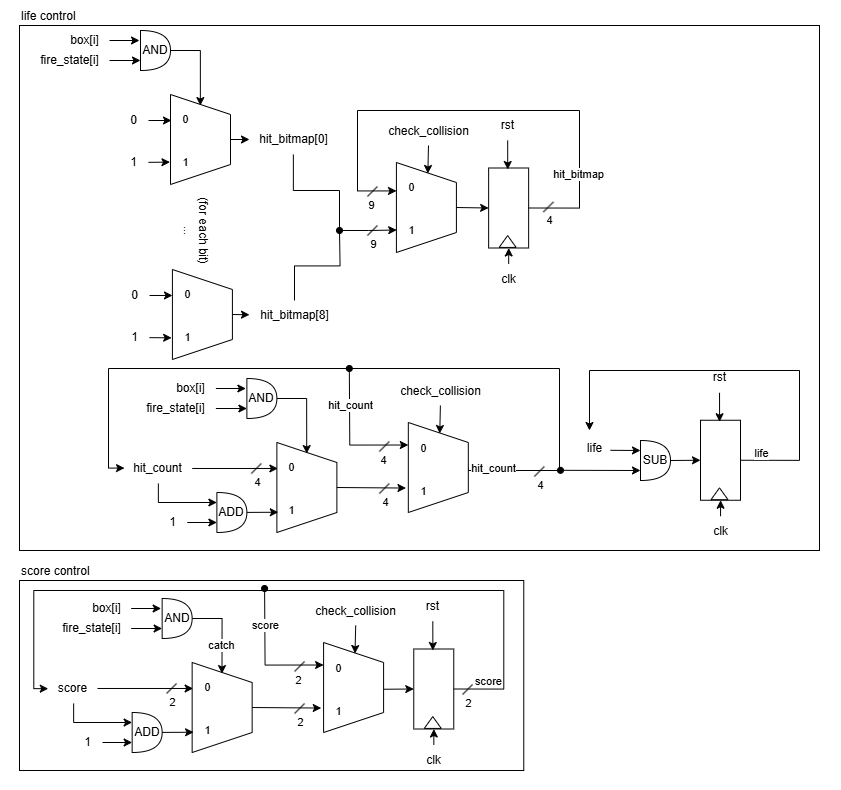 life control
box[i]
fire_state[i]
AND
0
0
1
1
hit_bitmap[0]
check_collision
rst
0
9
hit_bitmap
1
9
4
clk
(for each bit)
...
0
0
1
1
hit_bitmap[8]
box[i]
fire_state[i]
AND
hit_count
check_collision
rst
0
4
life
life
SUB
hit_count
4
0
hit_count
4
1
4
1
ADD
1
clk
score control
box[i]
fire_state[i]
AND
catch
score
check_collision
rst
0
2
score
2
score
2
0
1
2
1
ADD
1
clk